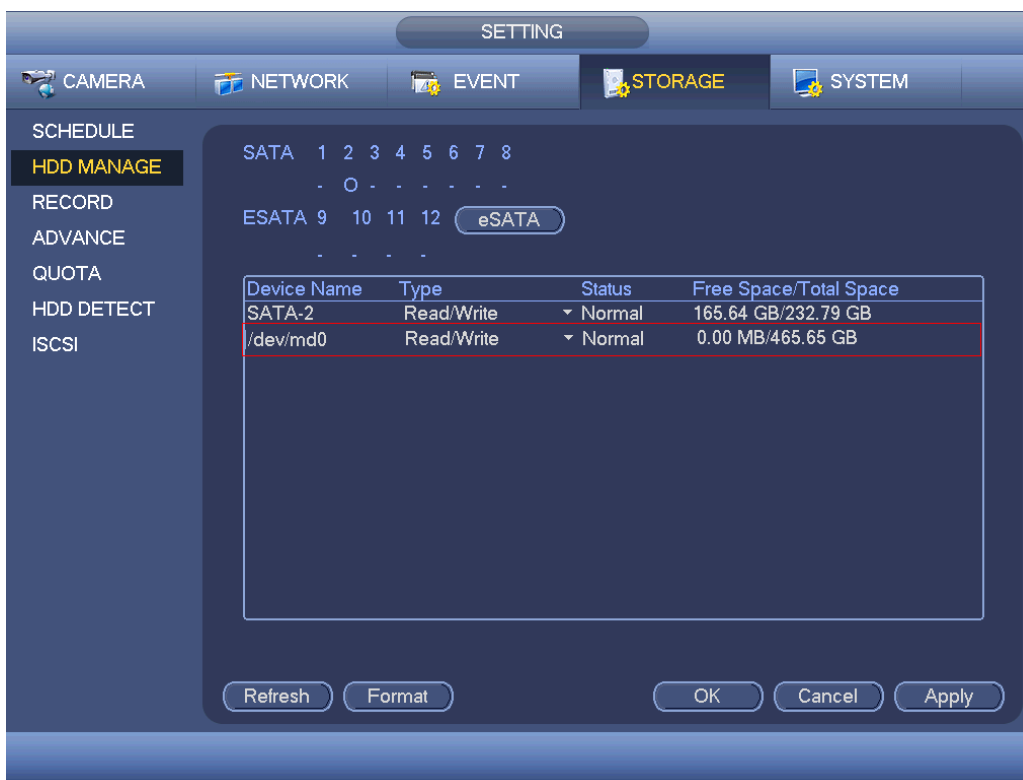 SETTING
CAMERA NETWORK EVENT STORAGE SYSTEM
SCHEDULE
HDD MANAGE
RECORD
ADVANCE
QUOTA
HDD DETECT
ISCSI
SATA 1 2 3 4 5 6 7 8
- O - - - - - -
ESATA 9 10 11 12 eSATA
- - - -
Device Name Type Status Free Space/Total Space
SATA-2 Read/Write Normal 165.64 GB/232.79 GB
/dev/md0 Read/Write Normal 0.00 MB/465.65 GB
Refresh Format OK Cancel Apply